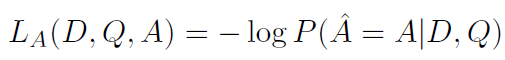 L_A(D, Q, A) = − log P(Â = A|D, Q)